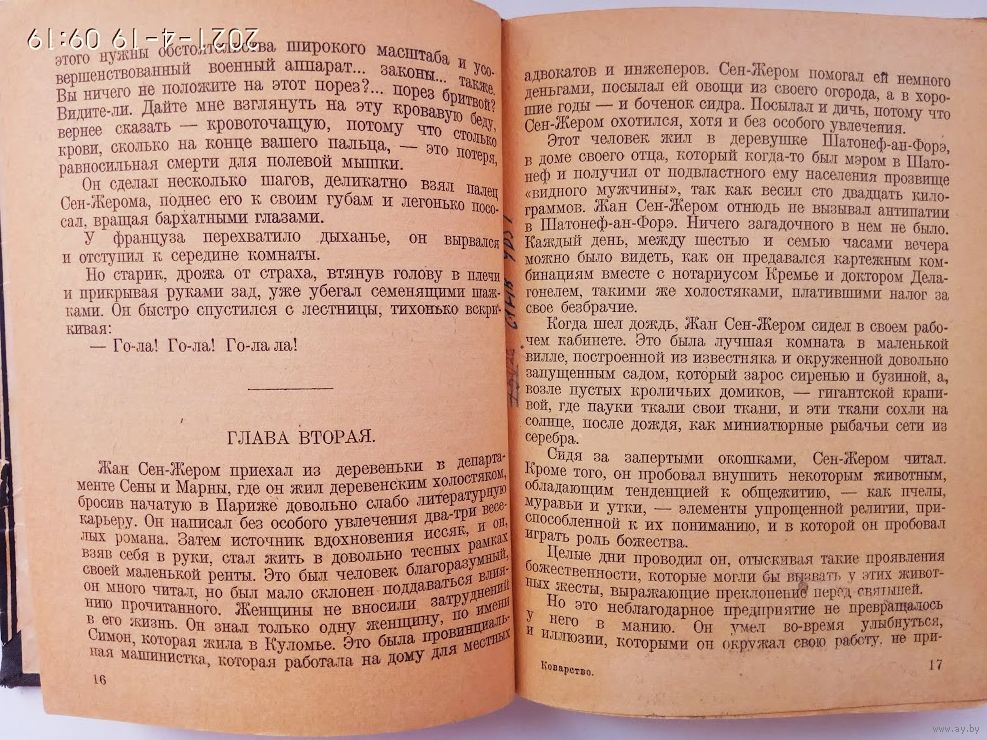 2021-4-19 09:19
этого нужны обстоятельства широкого масштаба и усо-
вершенствованный военный аппарат... законы... также.
Вы ничего не положите на этот порез?... порез бритвой?
Видите-ли. Дайте мне взглянуть на эту кровавую беду,
вернее сказать — кровоточащую, потому что столько
крови, сколько на конце вашего пальца, — это потеря,
равносильная смерти для полевой мышки.
Он сделал несколько шагов, деликатно взял палец
Сен-Жерома, поднес его к своим губам и легонько посо-
сал, вращая бархатными глазами.
У француза перехватило дыханье, он вырвался
и отступил к середине комнаты.
Но старик, дрожа от страха, втянув голову в плечи
и прикрывая руками зад, уже убегал семенящими шаж-
ками. Он быстро спустился с лестницы, тихонько вскри-
кивая:
— Го-ла! Го-ла! Го-ла ла!
ГЛАВА ВТОРАЯ.
Жан Сен-Жером приехал из деревеньки в департа-
менте Сены и Марны, где он жил деревенским холостяком,
бросив начатую в Париже довольно слабо литературную
карьеру. Он написал без особого увлечения два-три весе-
лых романа. Затем источник вдохновения иссяк, и он,
взяв себя в руки, стал жить в довольно тесных рамках
своей маленькой ренты. Это был человек благоразумный,
он много читал, но был мало склонен поддаваться влия-
нию прочитанного. Женщины не вносили затруднений
в его жизнь. Он знал только одну женщину, по имени
Симон, которая жила в Куломье. Это была провинциаль-
ная машинистка, которая работала на дому для местных
16
адвокатов и инженеров. Сен-Жером помогал ей немного
деньгами, посылал ей овощи из своего огорода, а в хоро-
шие годы — и боченок сидра. Посылал и дичь, потому что
Сен-Жером охотился, хотя и без особого увлечения.
Этот человек жил в деревушке Шатонеф-ан-Форэ,
в доме своего отца, который когда-то был мэром в Шато-
неф и получил от подвластного ему населения прозвище
«видного мужчины», так как весил сто двадцать кило-
граммов. Жан Сен-Жером отнюдь не вызывал антипатии
в Шатонеф-ан-Форэ. Ничего загадочного в нем не было.
Каждый день, между шестью и семью часами вечера
можно было видеть, как он предавался картежным ком-
бинациям вместе с нотариусом Кремье и доктором Дела-
гонелем, такими же холостяками, платившими налог за
свое безбрачие.
Когда шел дождь, Жан Сен-Жером сидел в своем рабо-
чем кабинете. Это была лучшая комната в маленькой
вилле, построенной из известняка и окруженной довольно
запущенным садом, который зарос сиренью и бузиной, а,
возле пустых кроличьих домиков, — гигантской крапи-
вой, где пауки ткали свои ткани, и эти ткани сохли на
солнце, после дождя, как миниатюрные рыбачьи сети из
серебра.
Сидя за запертыми окошками, Сен-Жером читал.
Кроме того, он пробовал внушить некоторым животным,
обладающим тенденцией к общежитию, — как пчелы,
муравьи и утки, — элементы упрощенной религии, при-
способленной к их пониманию, и в которой он пробовал
играть роль божества.
Целые дни проводил он, отыскивая такие проявления
божественности, которые могли бы вызвать у этих живот-
ных жесты, выражающие преклонение перед святыней.
Но это неблагодарное предприятие не превращалось
у него в манию. Он умел во-время улыбнуться,
и иллюзии, которыми он окружал свою работу, не при-
Коварство.
17
www.ay.by